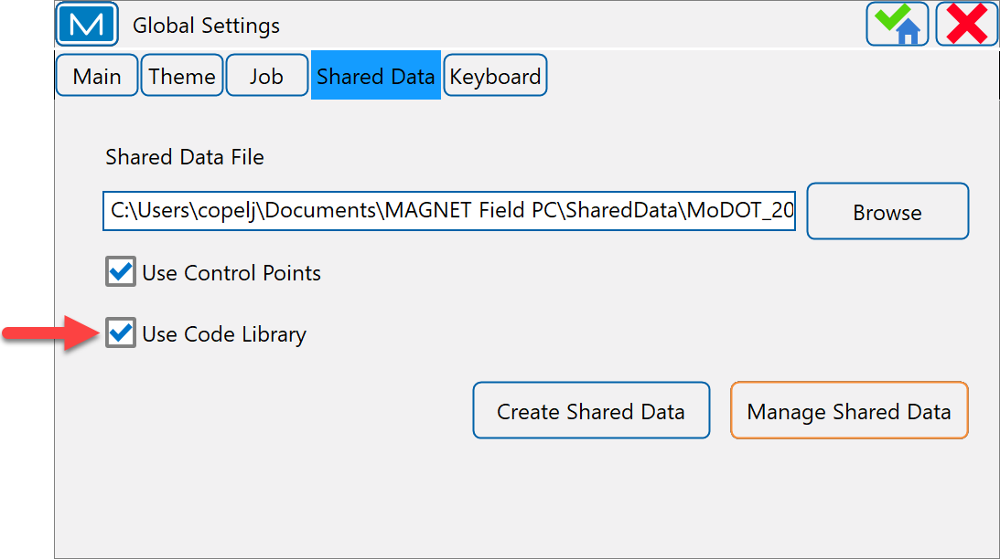 M Global Settings
Main Theme Job Shared Data Keyboard
Shared Data File
C:\Users\copelj\Documents\MAGNET Field PC\SharedData\MoDOT_20 Browse
Use Control Points
Use Code Library
Create Shared Data Manage Shared Data